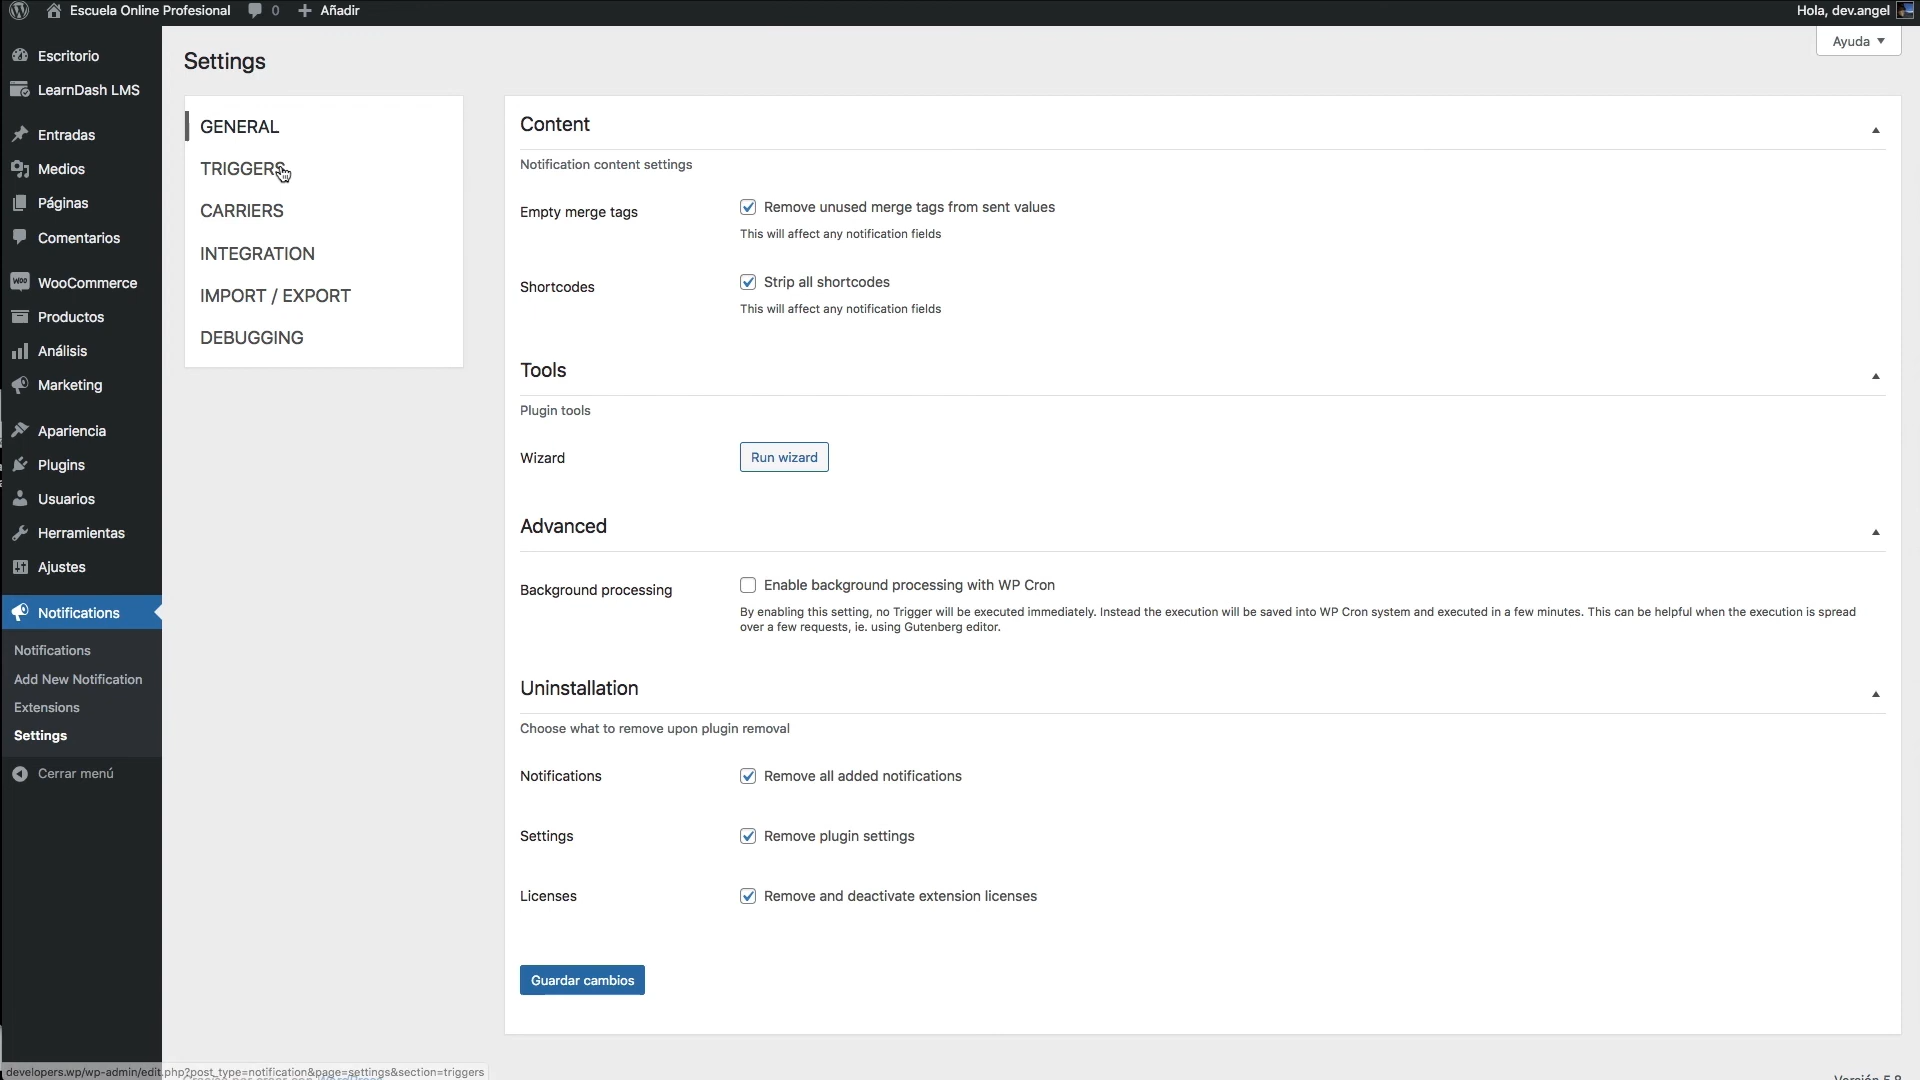 Escuela Online Profesional 0 Añadir Hola, dev.angel
Ayuda
Escritorio
LearnDash LMS
Entradas
Medios
Páginas
Comentarios
WooCommerce
Productos
Análisis
Marketing
Apariencia
Plugins
Usuarios
Herramientas
Ajustes
Notifications
Notifications
Add New Notification
Extensions
Settings
Cerrar menú
Settings
GENERAL
TRIGGERS
CARRIERS
INTEGRATION
IMPORT / EXPORT
DEBUGGING
Content
Notification content settings
Empty merge tags
Remove unused merge tags from sent values
This will affect any notification fields
Shortcodes
Strip all shortcodes
This will affect any notification fields
Tools
Plugin tools
Wizard
Run wizard
Advanced
Background processing
Enable background processing with WP Cron
By enabling this setting, no Trigger will be executed immediately. Instead the execution will be saved into WP Cron system and executed in a few minutes. This can be helpful when the execution is spread
over a few requests, ie. using Gutenberg editor.
Uninstallation
Choose what to remove upon plugin removal
Notifications
Remove all added notifications
Settings
Remove plugin settings
Licenses
Remove and deactivate extension licenses
Guardar cambios
developers.wp/wp-admin/edit.php?post_type=notification&page=settings&section=triggers